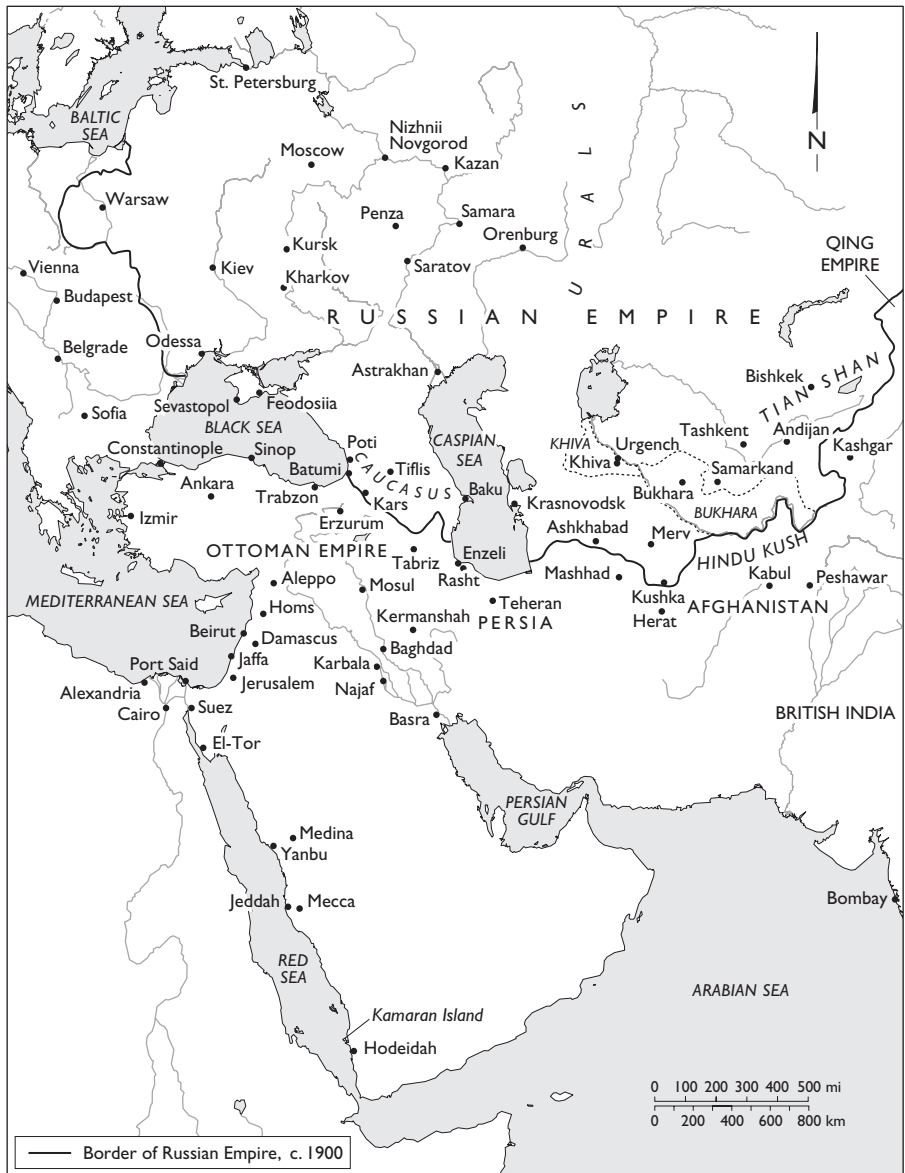 St. Petersburg
BALTIC
SEA
Nizhnii
Novgorod
Moscow
Kazan
URALS
N
Warsaw
Penza
Samara
Orenburg
QING
EMPIRE
Kursk
Vienna
Kiev
Saratov
Kharkov
Budapest
RUSSIAN EMPIRE
Odessa
Belgrade
Astrakhan
Bishkek
TIAN SHAN
Sevastopol
Feodosiia
Sofia
BLACK SEA
CASPIAN
SEA
KHIVA
Urgench
Tashkent
Andijan
Kashgar
Constantinople
Sinop
Poti
CAUCASUS
Khiva
Batumi
Tiflis
Samarkand
Ankara
Trabzon
Kars
Baku
Krasnovodsk
Bukhara
BUKHARA
Izmir
Erzurum
Ashkhabad
Merv
OTTOMAN EMPIRE
Tabriz
Enzeli
HINDU KUSH
Rasht
Mashhad
Aleppo
Mosul
Kabul
Peshawar
MEDITERRANEAN SEA
Teheran
Kushka
AFGHANISTAN
Homs
Kermanshah
PERSIA
Herat
Beirut
Damascus
Baghdad
Jaffa
Port Said
Karbala
Jerusalem
Alexandria
Najaf
Cairo
Suez
Basra
BRITISH INDIA
El-Tor
PERSIAN
GULF
Medina
Yanbu
Jeddah
Mecca
Bombay
RED
SEA
ARABIAN SEA
Kamaran Island
Hodeidah
0 100 200 300 400 500 mi
0 200 400 600 800 km
Border of Russian Empire, c. 1900